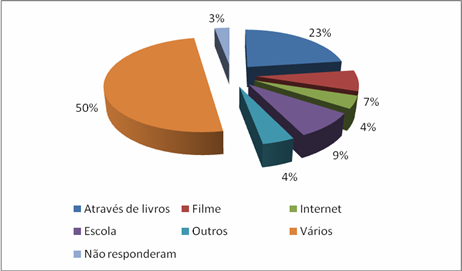 3%
23%
50%
7%
4%
9%
4%
Através de livros Filme Internet
Escola Outros Vários
Não responderam